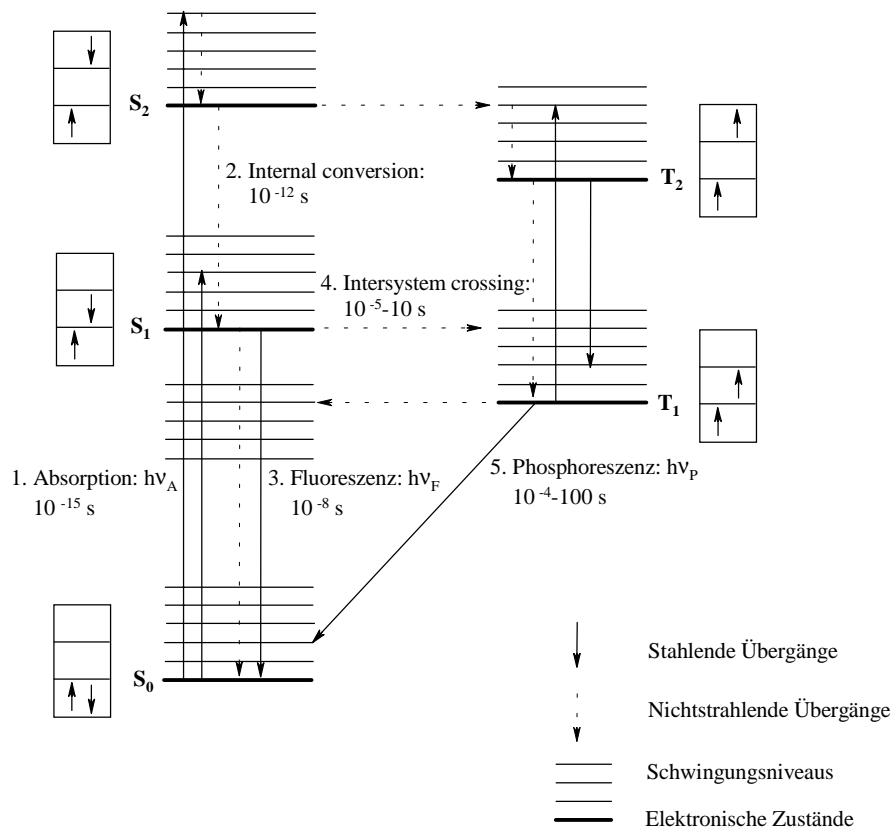 S₂
2. Internal conversion:
10⁻¹² s
T₂
4. Intersystem crossing:
10⁻⁵-10 s
S₁
T₁
1. Absorption: hν_A
10⁻¹⁵ s
3. Fluoreszenz: hν_F
10⁻⁸ s
5. Phosphoreszenz: hν_P
10⁻⁴-100 s
S₀
Stahlende Übergänge
Nichtstrahlende Übergänge
Schwingungsniveaus
Elektronische Zustände